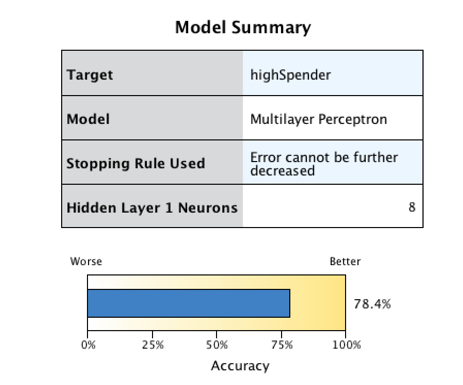 Model Summary
Target highSpender
Model Multilayer Perceptron
Stopping Rule Used Error cannot be further
decreased
Hidden Layer 1 Neurons 8
Worse Better
78.4%
0% 25% 50% 75% 100%
Accuracy